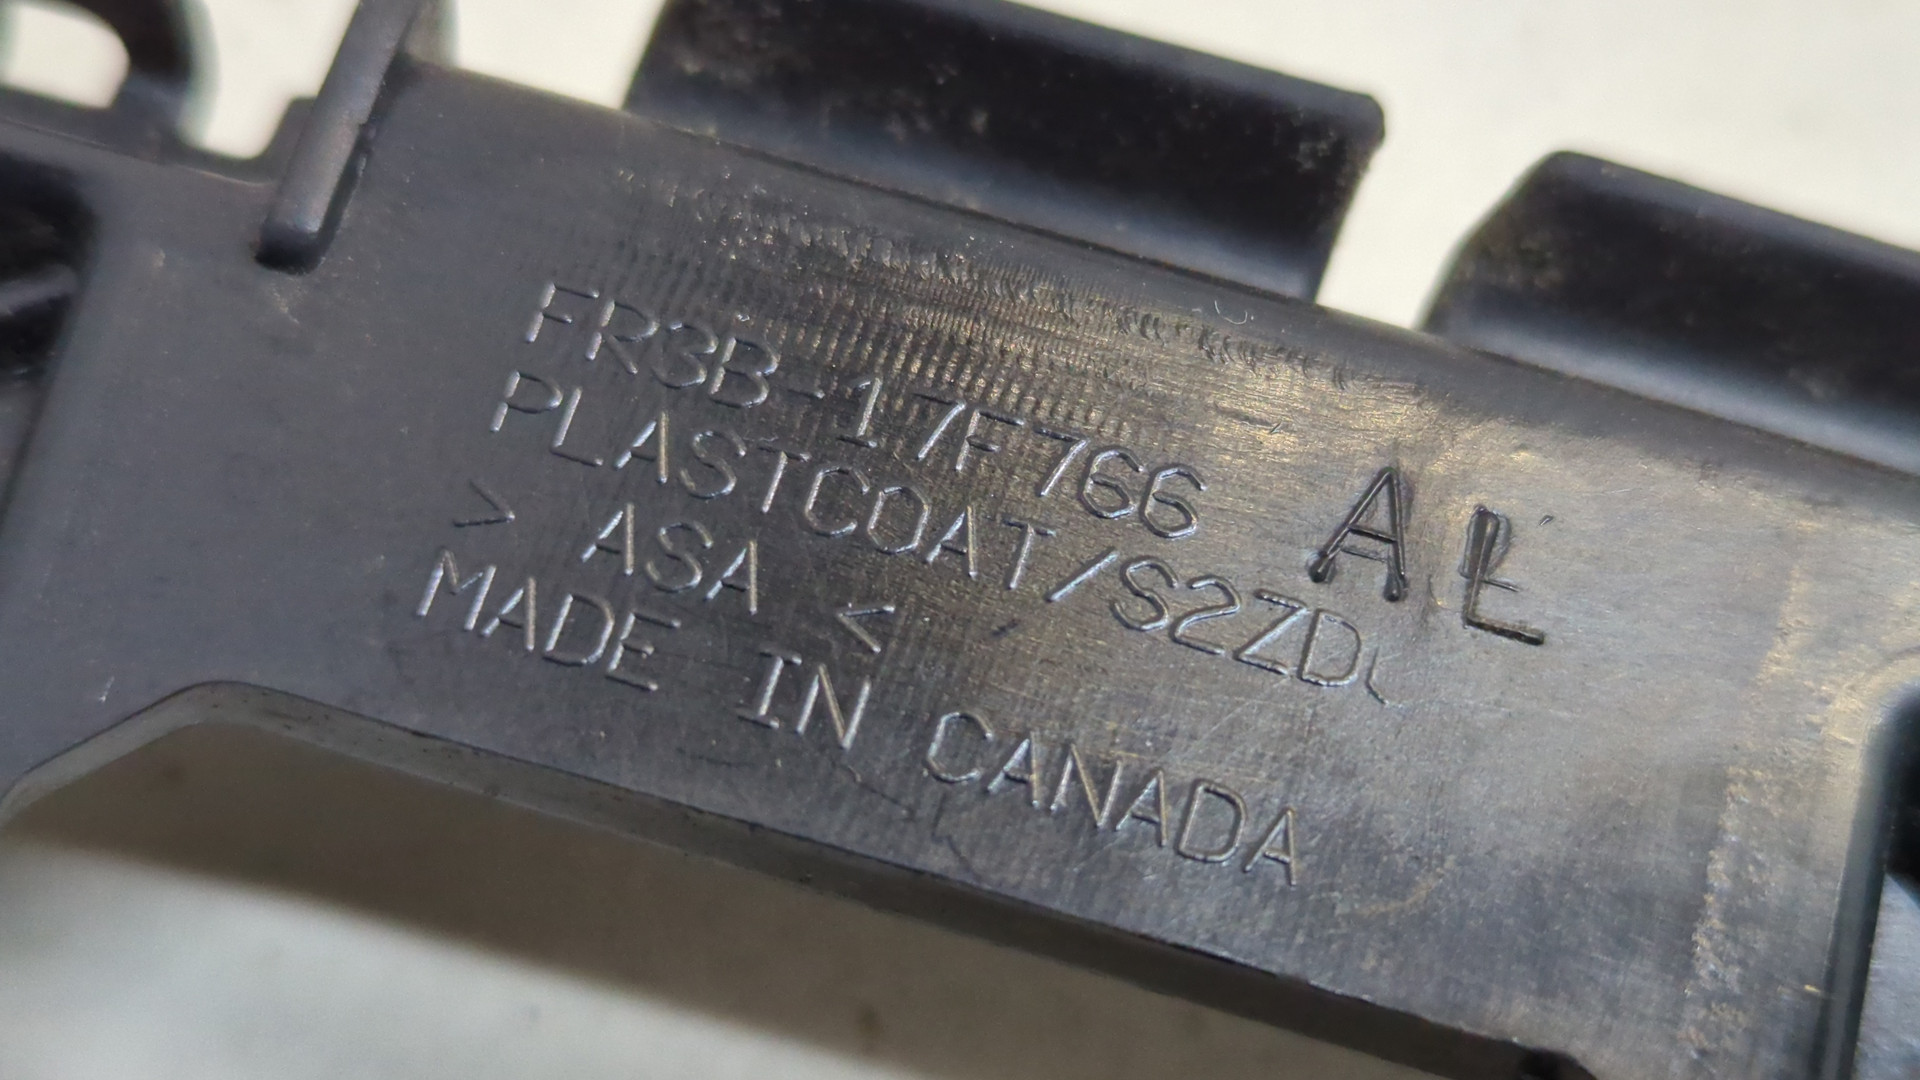 FR3B-17F766 AL
PLASTCOAT/S2ZD
> ASA <
MADE IN CANADA